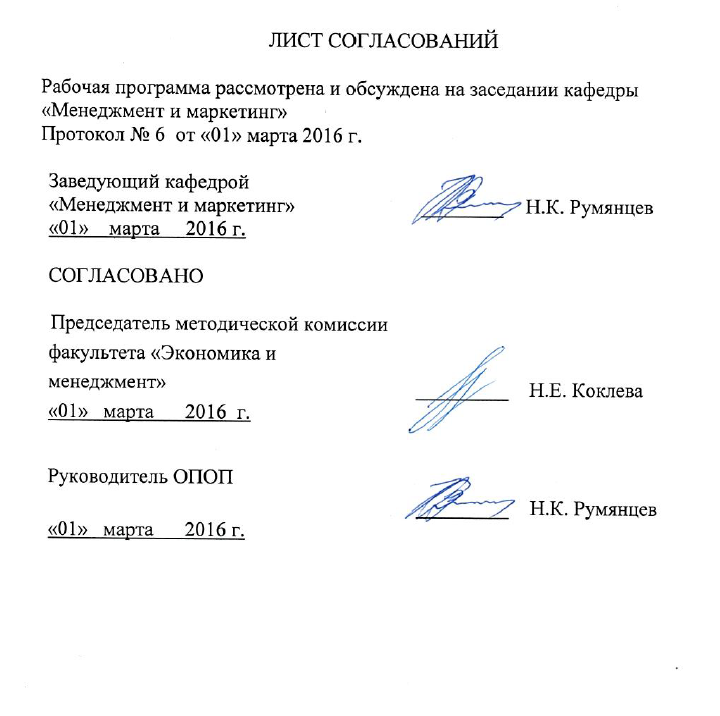 ЛИСТ СОГЛАСОВАНИЙ
Рабочая программа рассмотрена и обсуждена на заседании кафедры
«Менеджмент и маркетинг»
Протокол № 6 от «01» марта 2016 г.
Заведующий кафедрой
«Менеджмент и маркетинг» Н.К. Румянцев
«01» марта 2016 г.
СОГЛАСОВАНО
Председатель методической комиссии
факультета «Экономика и
менеджмент» Н.Е. Коклева
«01» марта 2016 г.
Руководитель ОПОП
Н.К. Румянцев
«01» марта 2016 г.